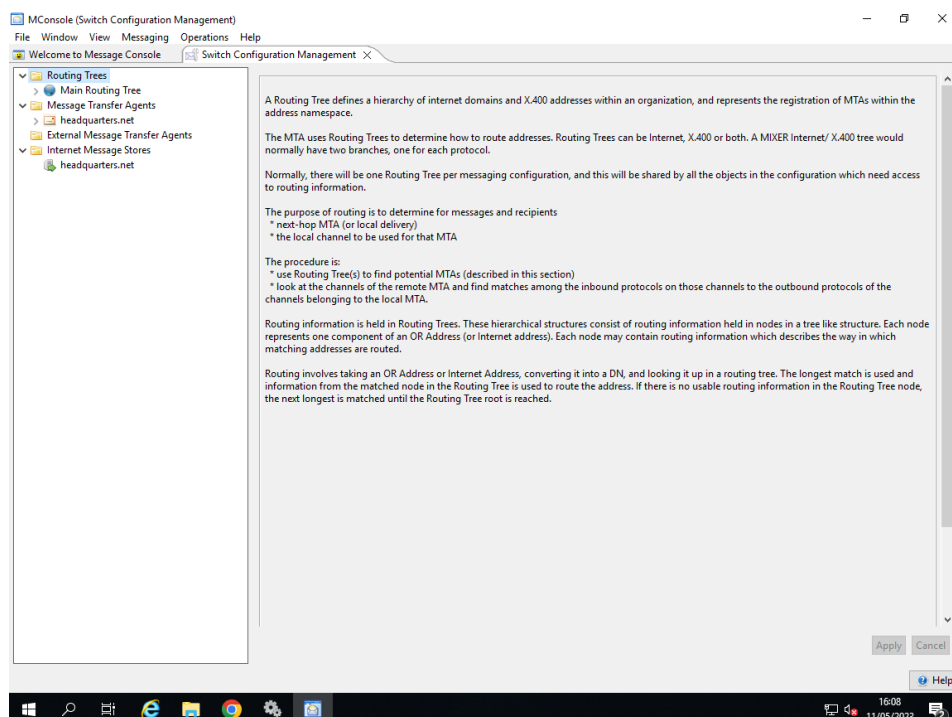 MConsole (Switch Configuration Management)
File Window View Messaging Operations Help
Welcome to Message Console
Switch Configuration Management
Routing Trees
Main Routing Tree
Message Transfer Agents
headquarters.net
External Message Transfer Agents
Internet Message Stores
headquarters.net
A Routing Tree defines a hierarchy of internet domains and X.400 addresses within an organization, and represents the registration of MTAs within the
address namespace.
The MTA uses Routing Trees to determine how to route addresses. Routing Trees can be Internet, X.400 or both. A MIXER Internet/ X.400 tree would
normally have two branches, one for each protocol.
Normally, there will be one Routing Tree per messaging configuration, and this will be shared by all the objects in the configuration which need access
to routing information.
The purpose of routing is to determine for messages and recipients
* next-hop MTA (or local delivery)
* the local channel to be used for that MTA
The procedure is:
* use Routing Tree(s) to find potential MTAs (described in this section)
* look at the channels of the remote MTA and find matches among the inbound protocols on those channels to the outbound protocols of the
channels belonging to the local MTA.
Routing information is held in Routing Trees. These hierarchical structures consist of routing information held in nodes in a tree like structure. Each node
represents one component of an OR Address (or Internet address). Each node may contain routing information which describes the way in which
matching addresses are routed.
Routing involves taking an OR Address or Internet Address, converting it into a DN, and looking it up in a routing tree. The longest match is used and
information from the matched node in the Routing Tree is used to route the address. If there is no usable routing information in the Routing Tree node,
the next longest is matched until the Routing Tree root is reached.
Apply Cancel
Help
16:08
11/05/2023